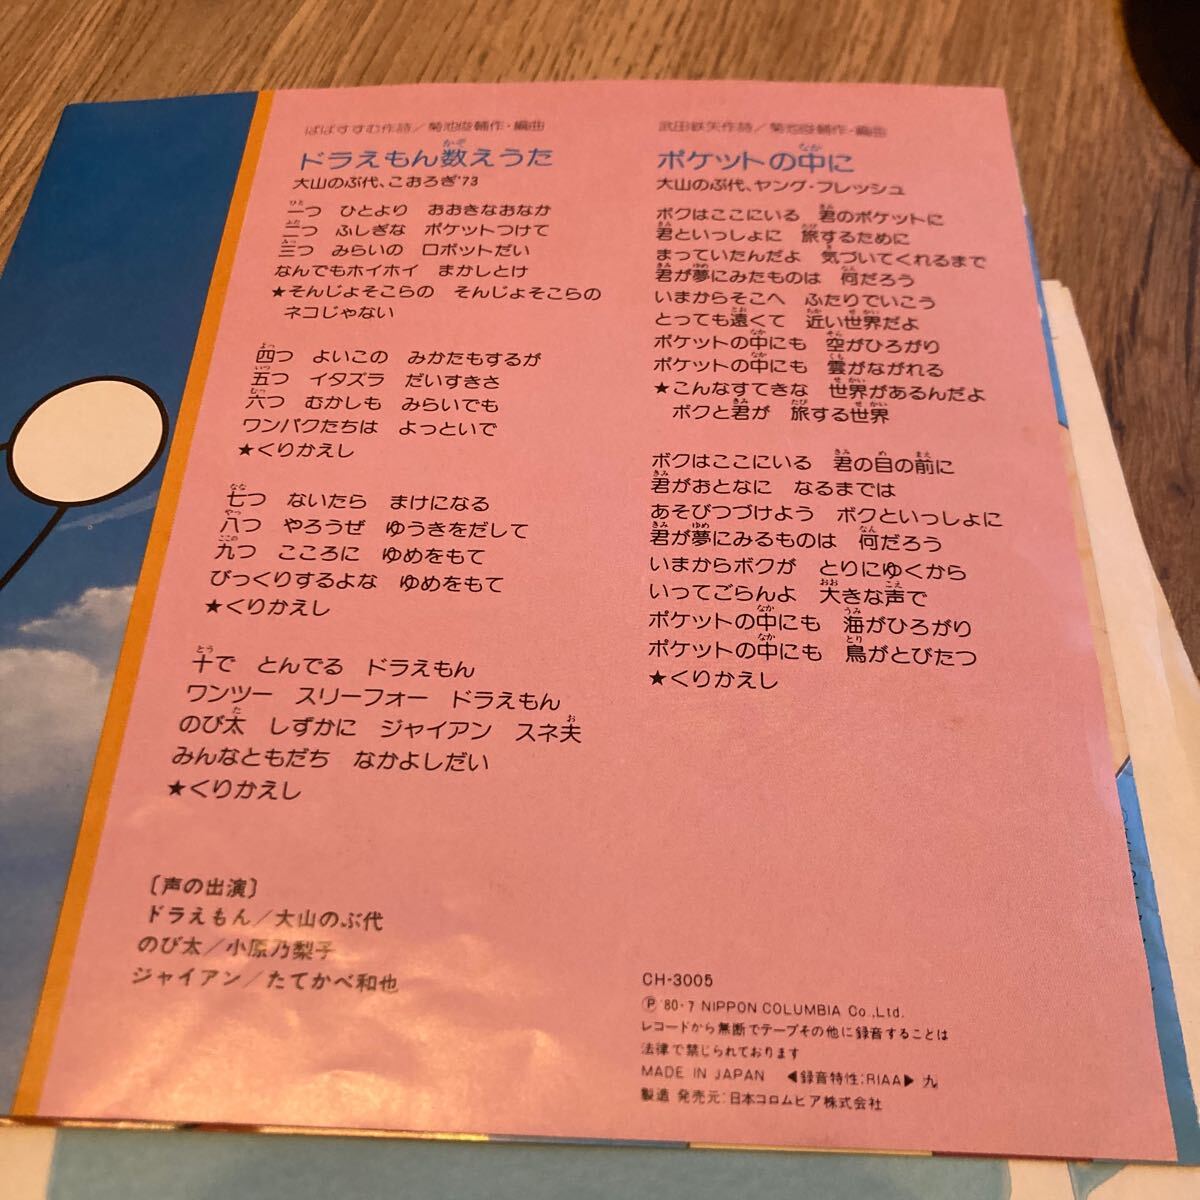 ばばすすむ作詩／菊池俊輔作・編曲
ドラえもん数えうた
大山のぶ代、こおろぎ'73
一つ　ひとより　おおきなおなか
二つ　ふしぎな　ポケットつけて
三つ　みらいの　ロボットだい
なんでもホイホイ　まかしとけ
★そんじょそこらの　そんじょそこらの
ネコじゃない
四つ　よいこの　みかたもするが
五つ　イタズラ　だいすきさ
六つ　むかしも　みらいでも
ワンパクたちは　よっといで
★くりかえし
七つ　ないたら　まけになる
八つ　やろうぜ　ゆうきをだして
九つ　こころに　ゆめをもて
びっくりするよな　ゆめをもて
★くりかえし
十で　とんでる　ドラえもん
ワンツー　スリーフォー　ドラえもん
のび太　しずかに　ジャイアン　スネ夫
みんなともだち　なかよしだい
★くりかえし
〔声の出演〕
ドラえもん／大山のぶ代
のび太／小原乃梨子
ジャイアン／たてかべ和也
武田鉄矢作詩／菊池俊輔作・編曲
ポケットの中に
大山のぶ代、ヤング・フレッシュ
ボクはここにいる　君のポケットに
君といっしょに　旅するために
まっていたんだよ　気づいてくれるまで
君が夢にみたものは　何だろう
いまからそこへ　ふたりでいこう
とっても遠くて　近い世界だよ
ポケットの中にも　空がひろがり
ポケットの中にも　雲がながれる
★こんなすてきな　世界があるんだよ
ボクと君が　旅する世界
ボクはここにいる　君の目の前に
君がおとなに　なるまでは
あそびつづけよう　ボクといっしょに
君が夢にみるものは　何だろう
いまからボクが　とりにゆくから
いってごらんよ　大きな声で
ポケットの中にも　海がひろがり
ポケットの中にも　鳥がとびたつ
★くりかえし
CH-3005
Ⓟ '80・7 NIPPON COLUMBIA Co.,Ltd.
レコードから無断でテープその他に録音することは
法律で禁じられております
MADE IN JAPAN　◀録音特性:RIAA▶ 九
製造 発売元:日本コロムビア株式会社